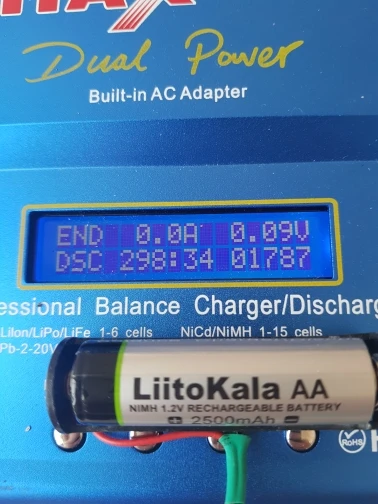 Dual Power
Built-in AC Adapter
END 0.0A 0.09V
DSC 298:34 01787
essional Balance Charger/Discharg
LiIon/LiPo/LiFe 1-6 cells NiCd/NiMH 1-15 cells
Pb-2-20V
LiitoKala AA
NIMH 1.2V RECHARGEABLE BATTERY
+ 2500mAh −
RoHS